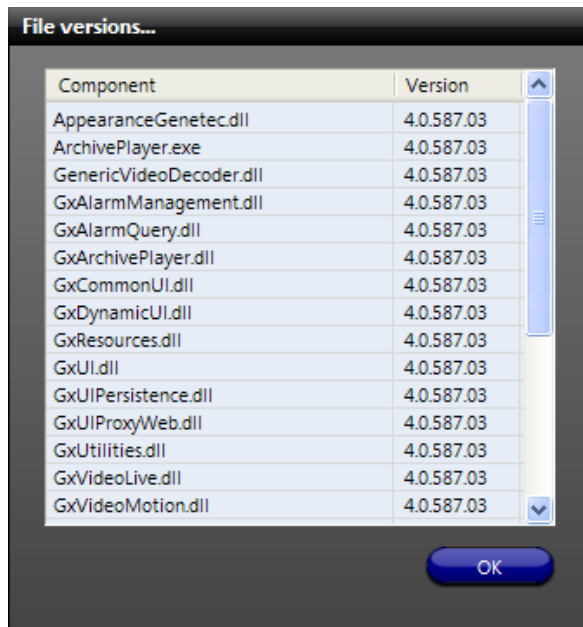 File versions...
Component Version
AppearanceGenetec.dll 4.0.587.03
ArchivePlayer.exe 4.0.587.03
GenericVideoDecoder.dll 4.0.587.03
GxAlarmManagement.dll 4.0.587.03
GxAlarmQuery.dll 4.0.587.03
GxArchivePlayer.dll 4.0.587.03
GxCommonUI.dll 4.0.587.03
GxDynamicUI.dll 4.0.587.03
GxResources.dll 4.0.587.03
GxUI.dll 4.0.587.03
GxUIPersistence.dll 4.0.587.03
GxUIProxyWeb.dll 4.0.587.03
GxUtilities.dll 4.0.587.03
GxVideoLive.dll 4.0.587.03
GxVideoMotion.dll 4.0.587.03
OK